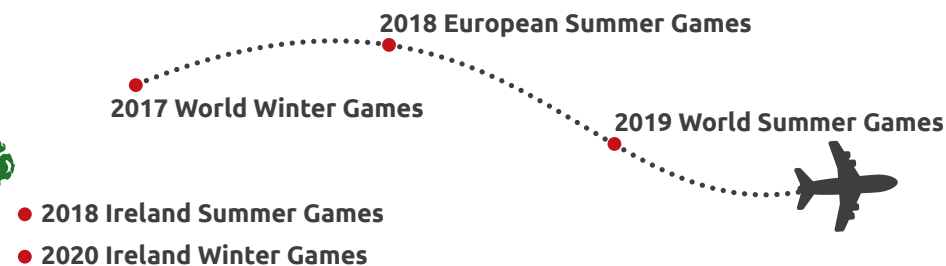 2018 European Summer Games
2017 World Winter Games
2019 World Summer Games
2018 Ireland Summer Games
2020 Ireland Winter Games